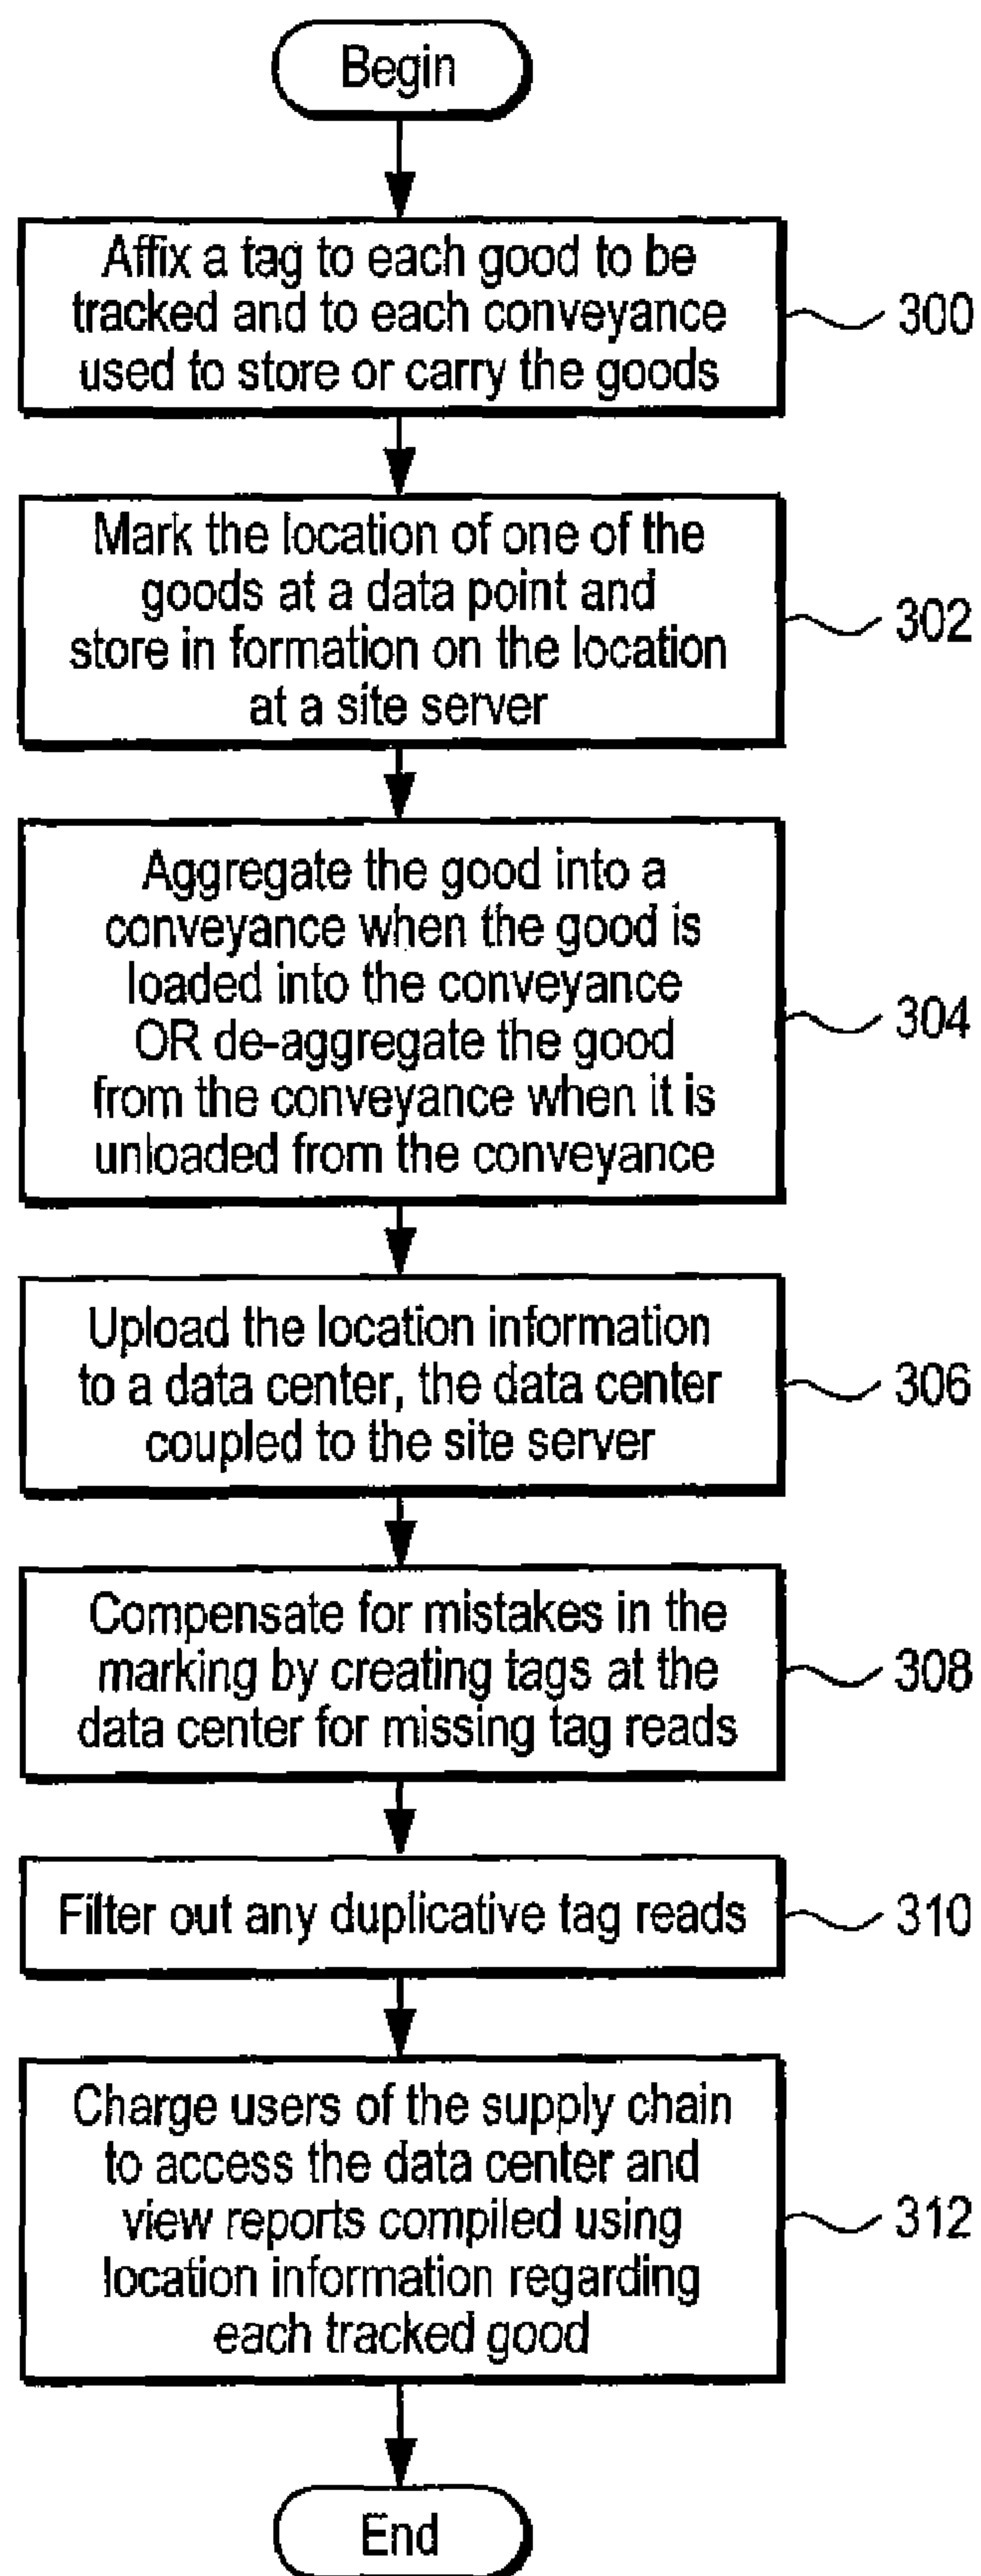 Begin
Affix a tag to each good to be
tracked and to each conveyance
used to store or carry the goods
300
Mark the location of one of the
goods at a data point and
store in formation on the location
at a site server
302
Aggregate the good into a
conveyance when the good is
loaded into the conveyance
OR de-aggregate the good
from the conveyance when it is
unloaded from the conveyance
304
Upload the location information
to a data center, the data center
coupled to the site server
306
Compensate for mistakes in the
marking by creating tags at the
data center for missing tag reads
308
Filter out any duplicative tag reads
310
Charge users of the supply chain
to access the data center and
view reports compiled using
location information regarding
each tracked good
312
End